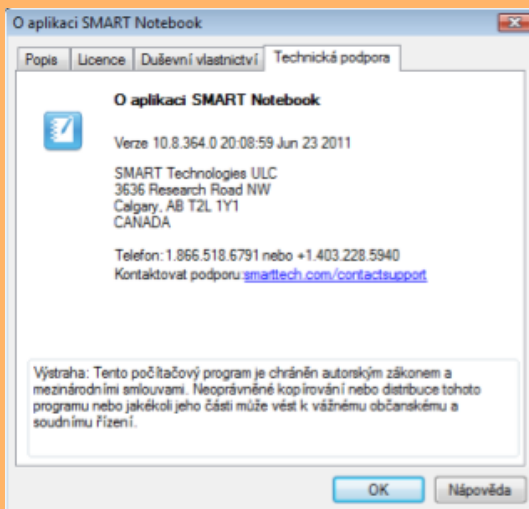 O aplikaci SMART Notebook
Popis
Licence
Duševní vlastnictví
Technická podpora
O aplikaci SMART Notebook
Verze 10.8.364.0 20:08:59 Jun 23 2011
SMART Technologies ULC
3636 Research Road NW
Calgary, AB T2L 1Y1
CANADA
Telefon: 1.866.518.6791 nebo +1.403.228.5940
Kontaktovat podporu:smarttech.com/contactsupport
Výstraha: Tento počítačový program je chráněn autorským zákonem a
mezinárodními smlouvami. Neoprávněné kopírování nebo distribuce tohoto
programu nebo jakékoli jeho části může vést k vážnému občanskému a
soudnímu řízení.
OK
Nápověda